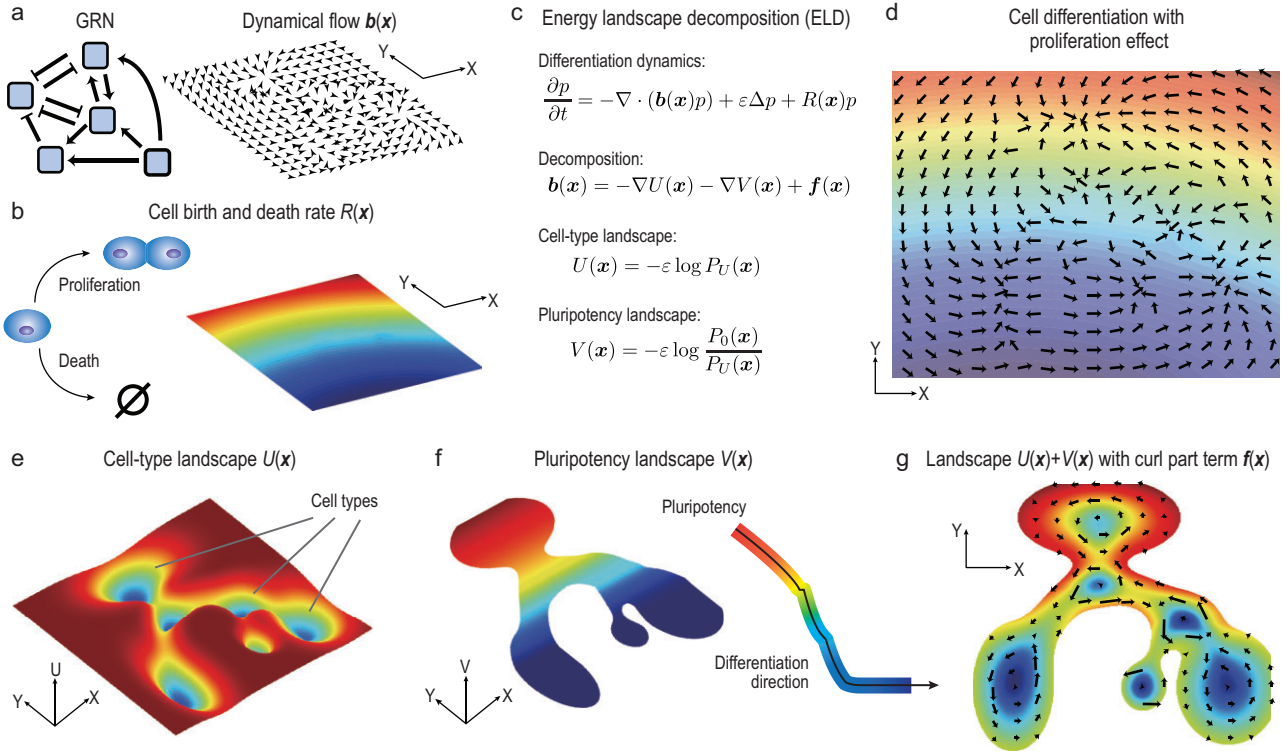 a
GRN
Dynamical flow b(x)
Y
X
b
Cell birth and death rate R(x)
Proliferation
Death
∅
Y
X
c
Energy landscape decomposition (ELD)
Differentiation dynamics:
∂p/∂t = −∇ · (b(x)p) + εΔp + R(x)p
Decomposition:
b(x) = −∇U(x) − ∇V(x) + f(x)
Cell-type landscape:
U(x) = −ε log P_U(x)
Pluripotency landscape:
V(x) = −ε log P_0(x)/P_U(x)
d
Cell differentiation with
proliferation effect
Y
X
e
Cell-type landscape U(x)
Cell types
U
Y
X
f
Pluripotency landscape V(x)
Pluripotency
Differentiation
direction
V
Y
X
g
Landscape U(x)+V(x) with curl part term f(x)
Y
X